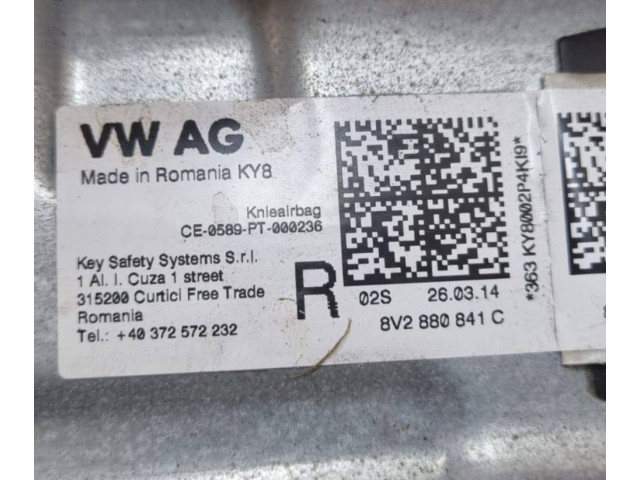 VW AG
Made in Romania KY8
Knieairbag
CE-0589-PT-000236
Key Safety Systems S.r.l.
1 Al. I. Cuza 1 street
315200 Curtici Free Trade
Romania
Tel.: +40 372 572 232
R
02S 26.03.14
8V2 880 841 C
*363 KY8002P4KI9*